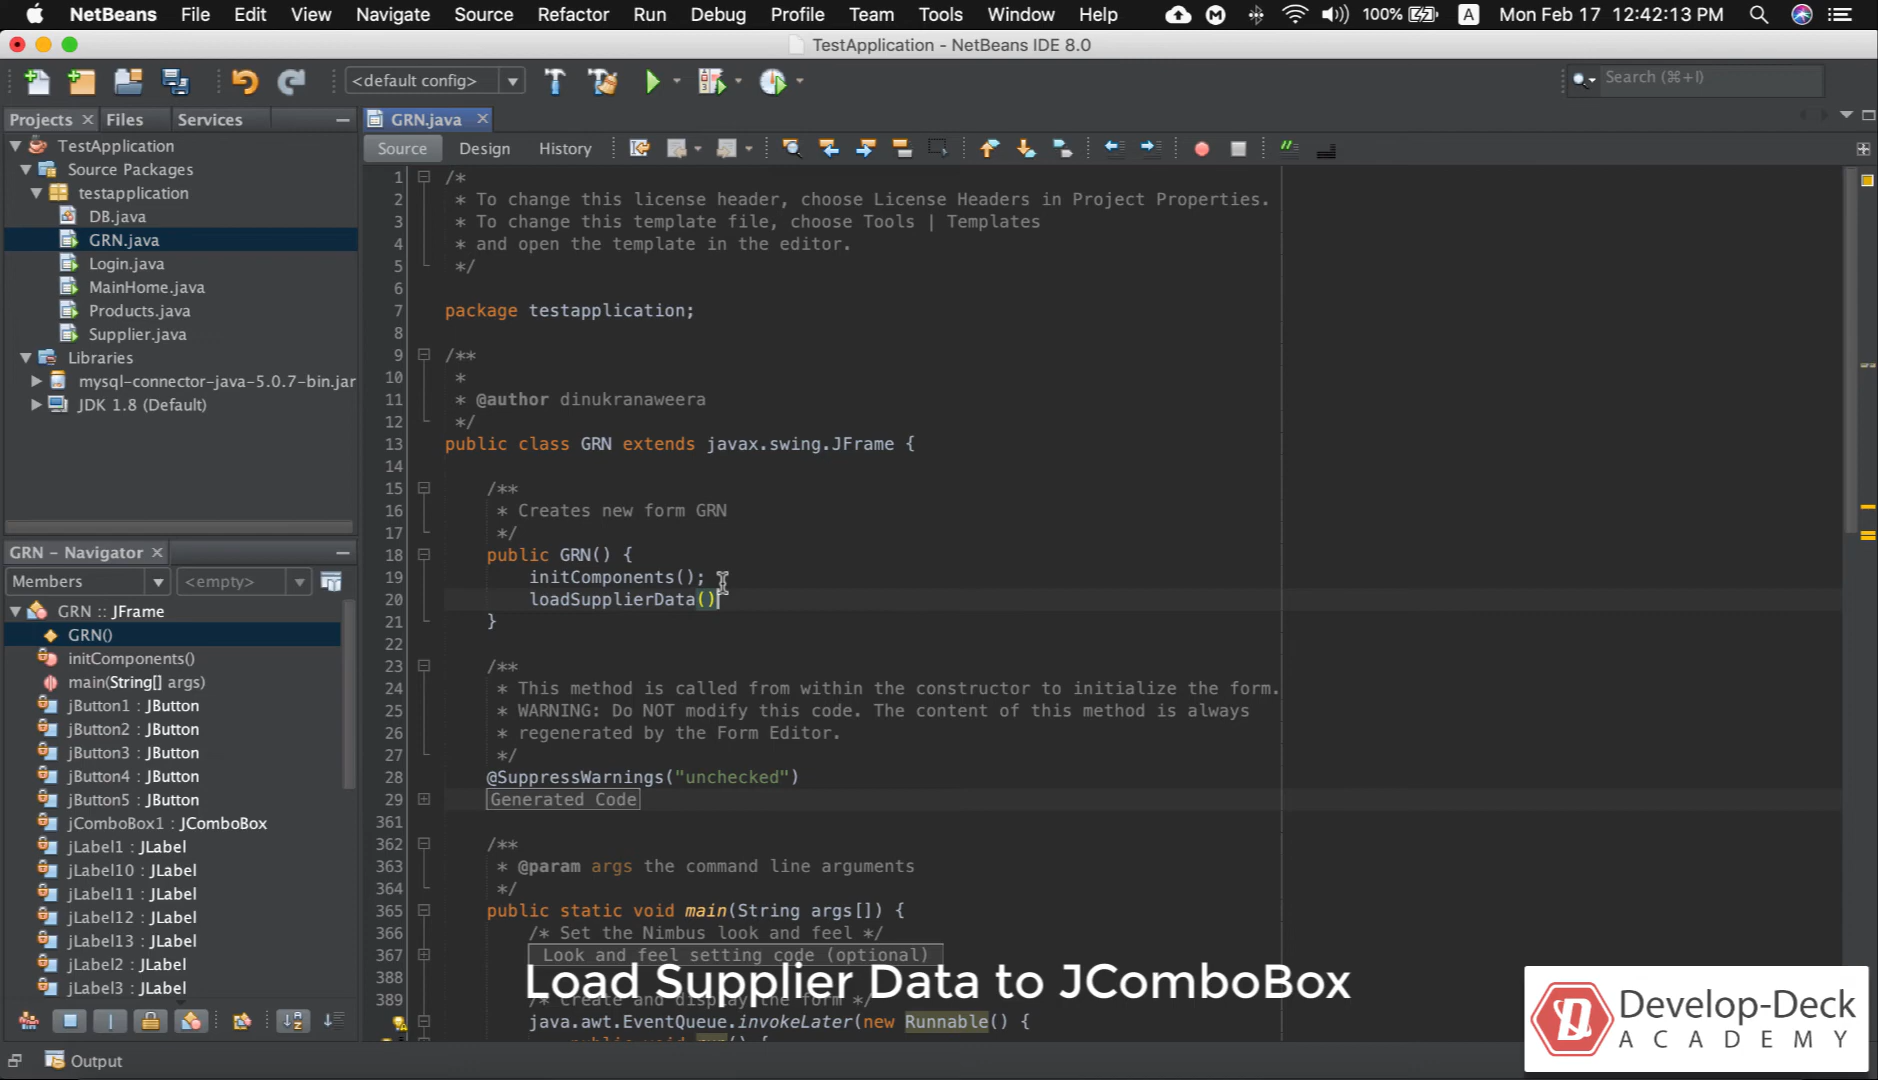 NetBeans File Edit View Navigate Source Refactor Run Debug Profile Team Tools Window Help 100% A Mon Feb 17 12:42:13 PM
TestApplication - NetBeans IDE 8.0
<default config>
Search (⌘+I)
Projects Files Services
GRN.java
Source Design History
TestApplication
Source Packages
testapplication
DB.java
GRN.java
Login.java
MainHome.java
Products.java
Supplier.java
Libraries
mysql-connector-java-5.0.7-bin.jar
JDK 1.8 (Default)
GRN - Navigator
Members <empty>
GRN :: JFrame
GRN()
initComponents()
main(String[] args)
jButton1 : JButton
jButton2 : JButton
jButton3 : JButton
jButton4 : JButton
jButton5 : JButton
jComboBox1 : JComboBox
jLabel1 : JLabel
jLabel10 : JLabel
jLabel11 : JLabel
jLabel12 : JLabel
jLabel13 : JLabel
jLabel2 : JLabel
jLabel3 : JLabel
Output
1 /*
2 * To change this license header, choose License Headers in Project Properties.
3 * To change this template file, choose Tools | Templates
4 * and open the template in the editor.
5 */
6
7 package testapplication;
8
9 /**
10 *
11 * @author dinukranaweera
12 */
13 public class GRN extends javax.swing.JFrame {
14
15 /**
16 * Creates new form GRN
17 */
18 public GRN() {
19 initComponents();
20 loadSupplierData()
21 }
22
23 /**
24 * This method is called from within the constructor to initialize the form.
25 * WARNING: Do NOT modify this code. The content of this method is always
26 * regenerated by the Form Editor.
27 */
28 @SuppressWarnings("unchecked")
29 Generated Code
361
362 /**
363 * @param args the command line arguments
364 */
365 public static void main(String args[]) {
366 /* Set the Nimbus look and feel */
367 Look and feel setting code (optional)
388
389 /* Create and display the form */
java.awt.EventQueue.invokeLater(new Runnable() {
public void run() {
Load Supplier Data to JComboBox
Develop-Deck
ACADEMY